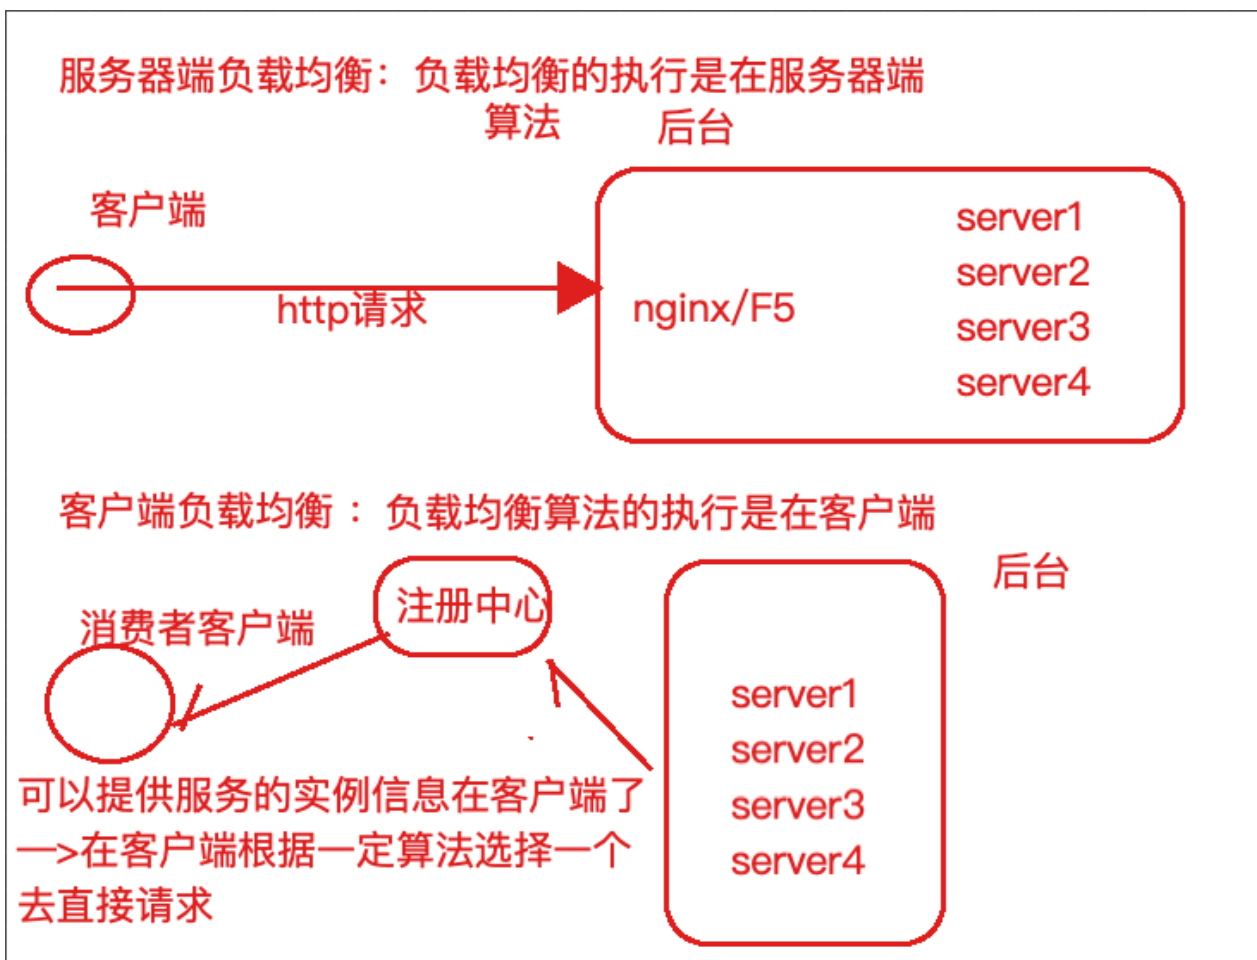 服务器端负载均衡：负载均衡的执行是在服务器端
算法
后台
客户端
http请求
nginx/F5
server1
server2
server3
server4
客户端负载均衡 ：负载均衡算法的执行是在客户端
后台
注册中心
消费者客户端
server1
server2
server3
server4
可以提供服务的实例信息在客户端了
—>在客户端根据一定算法选择一个
去直接请求